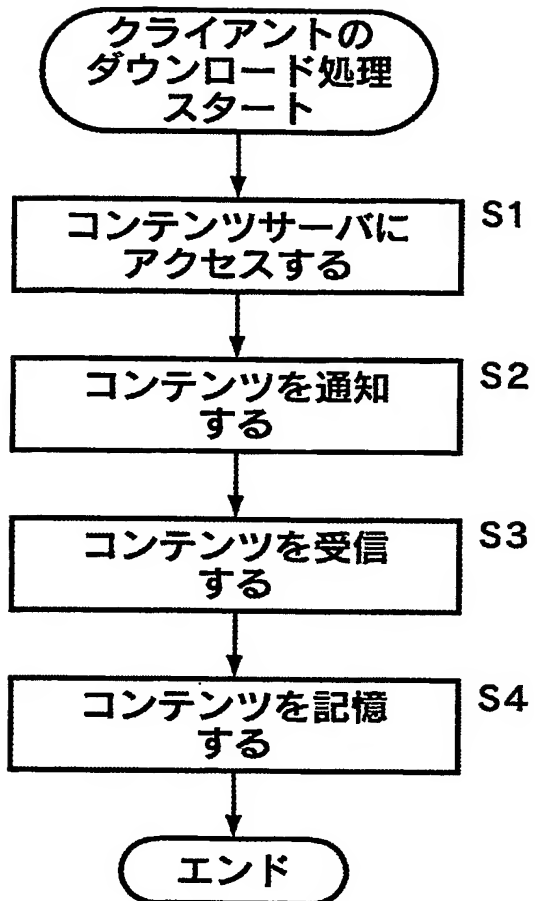 クライアントの
ダウンロード処理
スタート
コンテンツサーバに
アクセスする
S1
コンテンツを通知
する
S2
コンテンツを受信
する
S3
コンテンツを記憶
する
S4
エンド